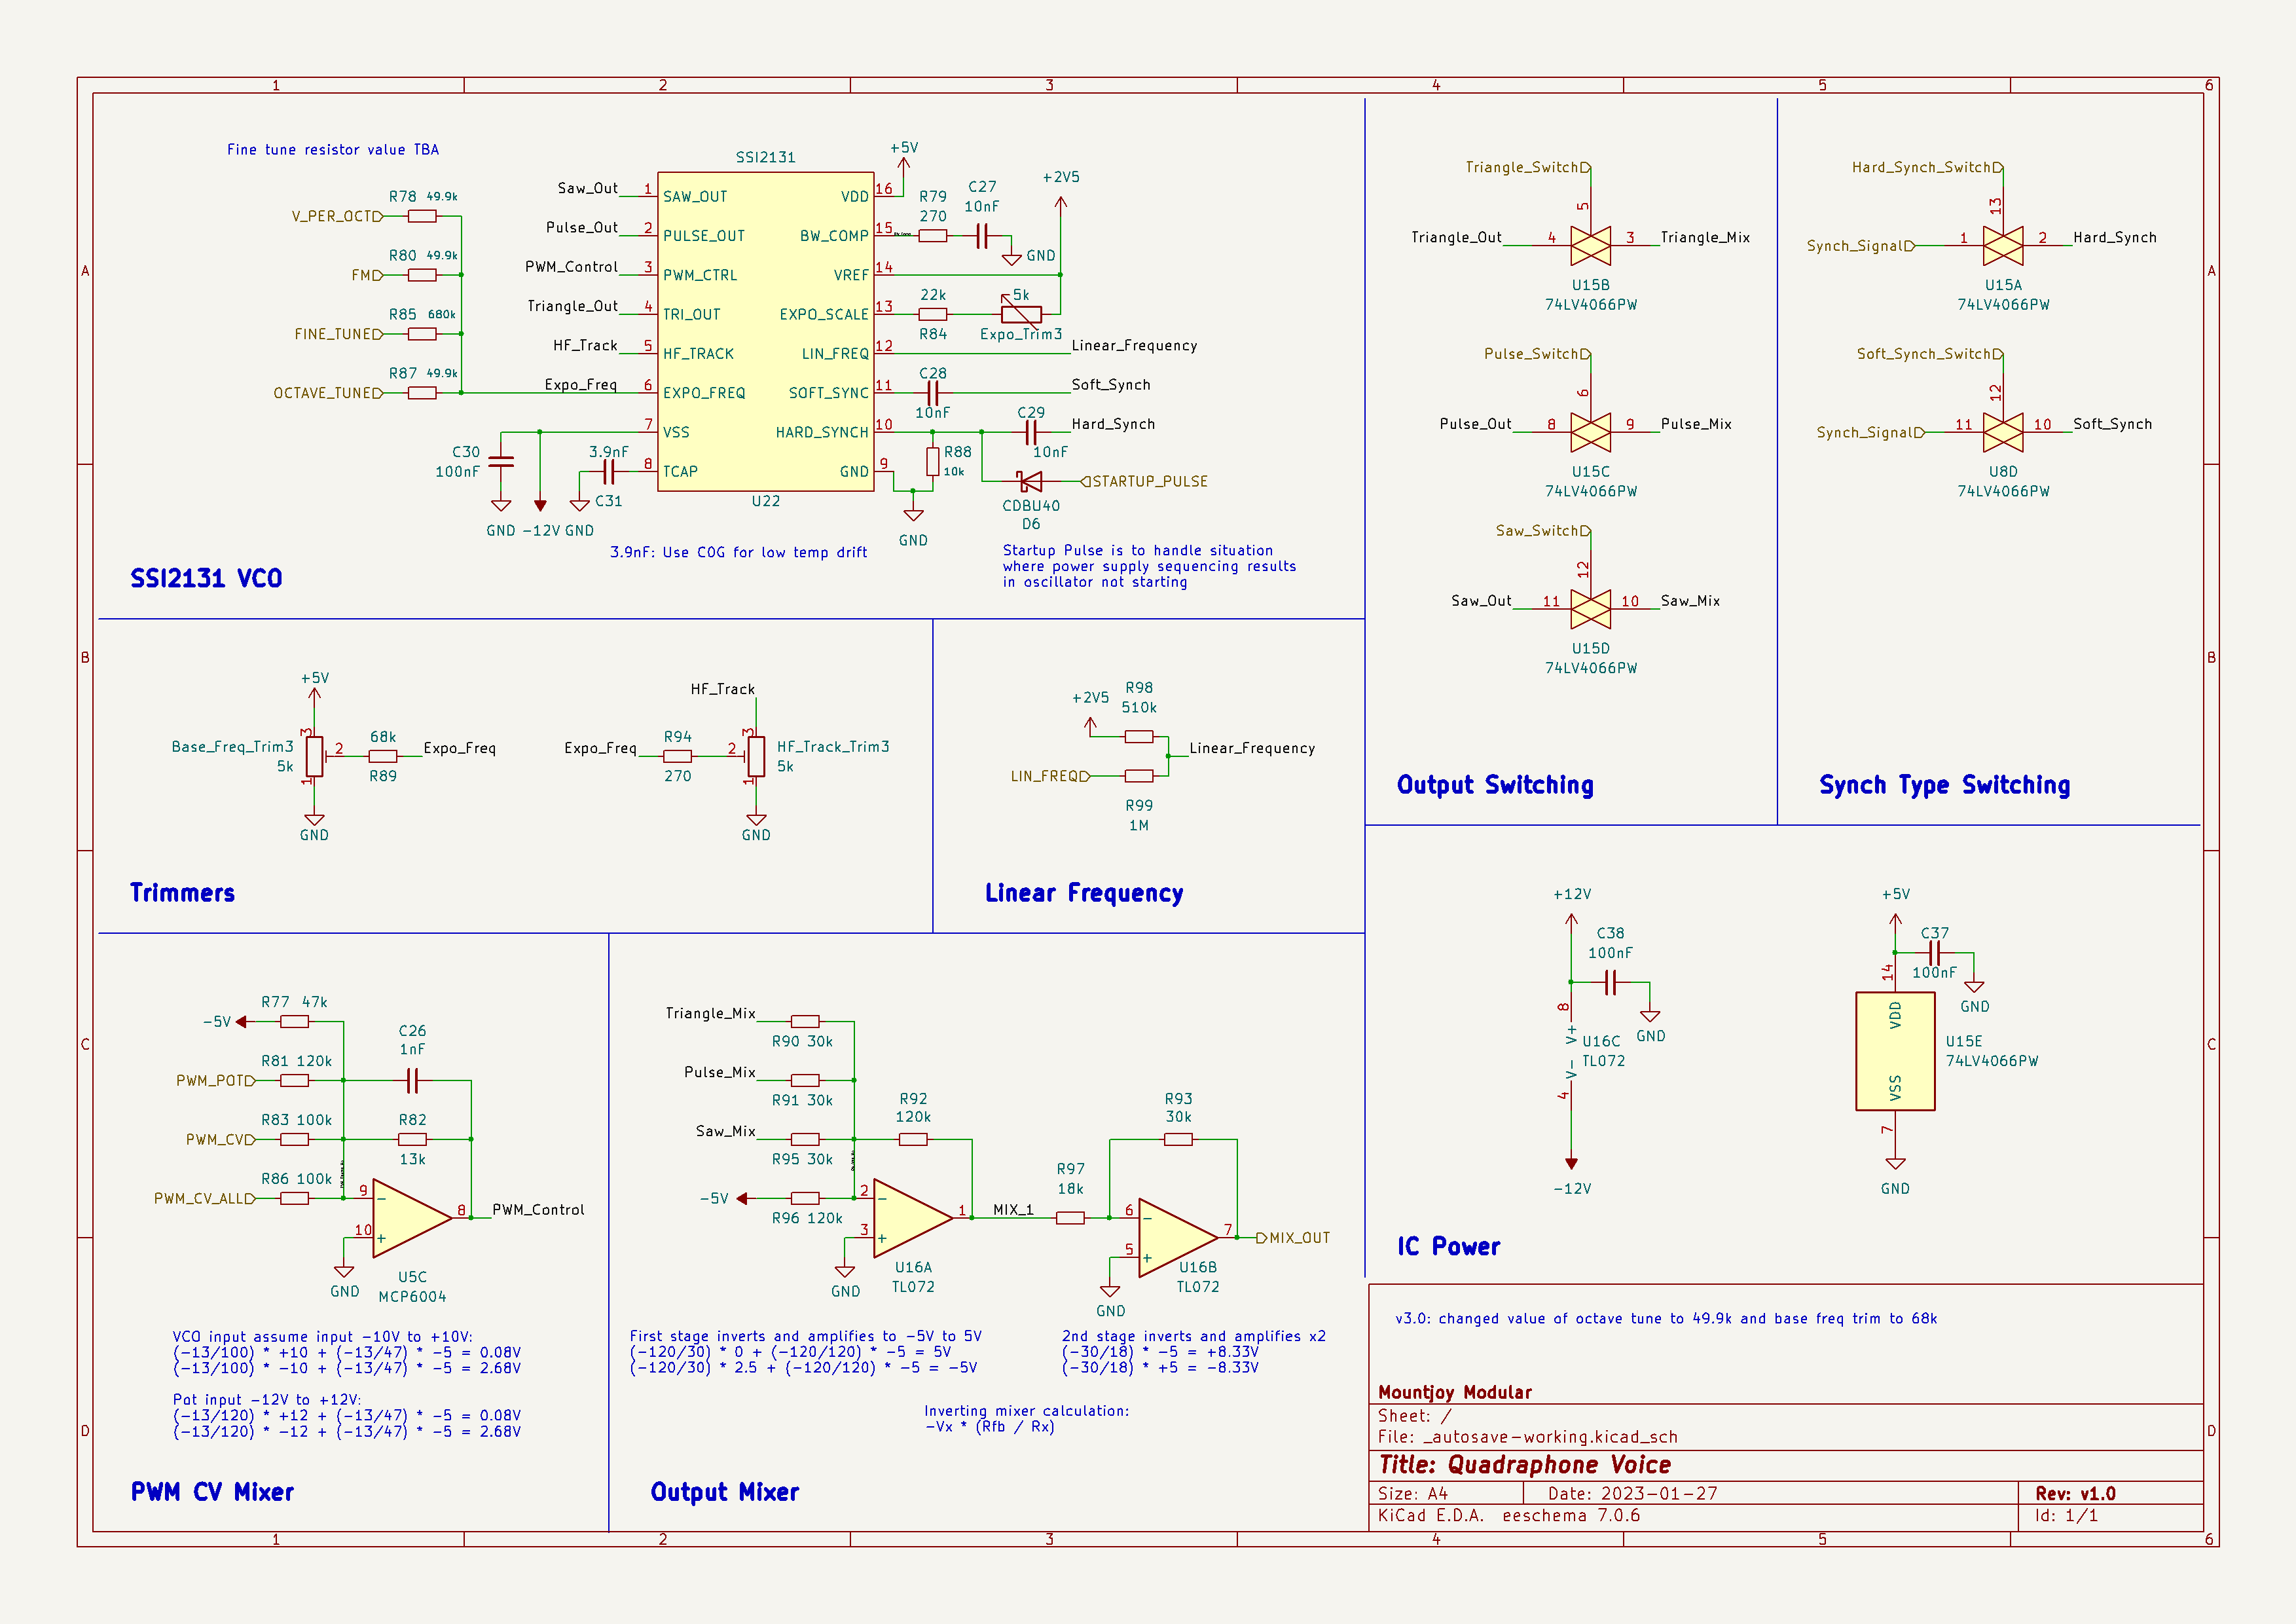 1 2 3 4 5 6
A
B
C
D
A
B
C
D
1 2 3 4 5 6
Fine tune resistor value TBA
V_PER_OCT
R78 49.9k
FM
R80 49.9k
FINE_TUNE
R85 680k
OCTAVE_TUNE
R87 49.9k
Saw_Out
Pulse_Out
PWM_Control
Triangle_Out
HF_Track
Expo_Freq
SSI2131
1 SAW_OUT
2 PULSE_OUT
3 PWM_CTRL
4 TRI_OUT
5 HF_TRACK
6 EXPO_FREQ
7 VSS
8 TCAP
VDD 16
BW_COMP 15
VREF 14
EXPO_SCALE 13
LIN_FREQ 12
SOFT_SYNC 11
HARD_SYNCH 10
GND 9
U22
+5V
R79
270
C27
10nF
GND
+2V5
22k
R84
5k
Expo_Trim3
Linear_Frequency
C28
10nF
Soft_Synch
C29
10nF
Hard_Synch
R88
10k
STARTUP_PULSE
CDBU40
D6
GND
C30
100nF
3.9nF
C31
GND
-12V
GND
3.9nF: Use COG for low temp drift
Startup Pulse is to handle situation
where power supply sequencing results
in oscillator not starting
SSI2131 VCO
Triangle_Switch
5
Triangle_Out
4
3
Triangle_Mix
U15B
74LV4066PW
Pulse_Switch
6
Pulse_Out
8
9
Pulse_Mix
U15C
74LV4066PW
Saw_Switch
12
Saw_Out
11
10
Saw_Mix
U15D
74LV4066PW
Output Switching
Hard_Synch_Switch
13
Synch_Signal
1
2
Hard_Synch
U15A
74LV4066PW
Soft_Synch_Switch
12
Synch_Signal
11
10
Soft_Synch
U8D
74LV4066PW
Synch Type Switching
+5V
Base_Freq_Trim3
5k
3
2
1
68k
R89
Expo_Freq
GND
HF_Track
Expo_Freq
R94
270
3
2
1
HF_Track_Trim3
5k
GND
Trimmers
+2V5
R98
510k
Linear_Frequency
LIN_FREQ
R99
1M
Linear Frequency
+12V
C38
100nF
GND
8
V+
U16C
TL072
V-
4
-12V
+5V
C37
100nF
GND
14
VDD
U15E
74LV4066PW
VSS
7
GND
IC Power
R77 47k
-5V
R81 120k
PWM_POT
R83 100k
PWM_CV
R86 100k
PWM_CV_ALL
C26
1nF
R82
13k
9
10
8
PWM_Control
GND
U5C
MCP6004
VCO input assume input -10V to +10V:
(-13/100) * +10 + (-13/47) * -5 = 0.08V
(-13/100) * -10 + (-13/47) * -5 = 2.68V
Pot input -12V to +12V:
(-13/120) * +12 + (-13/47) * -5 = 0.08V
(-13/120) * -12 + (-13/47) * -5 = 2.68V
PWM CV Mixer
Triangle_Mix
R90 30k
Pulse_Mix
R91 30k
Saw_Mix
R95 30k
-5V
R96 120k
R92
120k
2
3
1
GND
U16A
TL072
MIX_1
R97
18k
R93
30k
6
5
7
MIX_OUT
GND
U16B
TL072
First stage inverts and amplifies to -5V to 5V
(-120/30) * 0 + (-120/120) * -5 = 5V
(-120/30) * 2.5 + (-120/120) * -5 = -5V
2nd stage inverts and amplifies x2
(-30/18) * -5 = +8.33V
(-30/18) * +5 = -8.33V
Inverting mixer calculation:
-Vx * (Rfb / Rx)
Output Mixer
v3.0: changed value of octave tune to 49.9k and base freq trim to 68k
Mountjoy Modular
Sheet: /
File: _autosave-working.kicad_sch
Title: Quadraphone Voice
Size: A4
Date: 2023-01-27
Rev: v1.0
KiCad E.D.A. eeschema 7.0.6
Id: 1/1